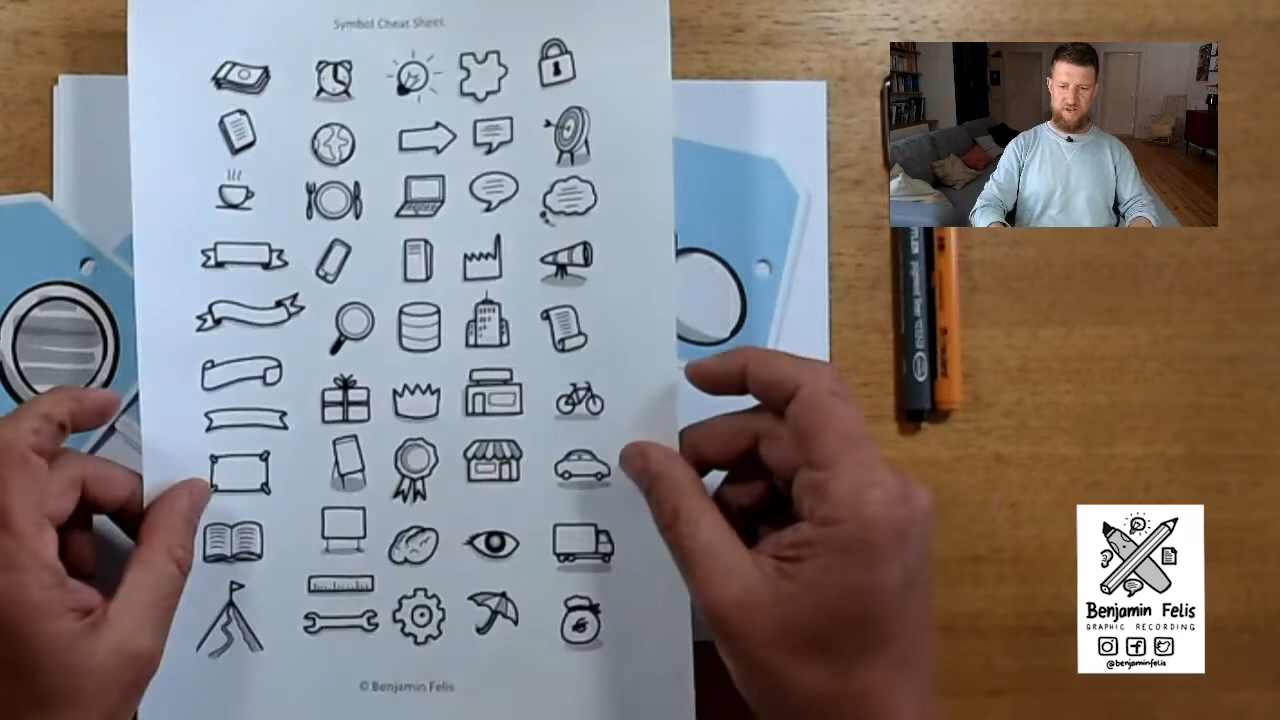 Symbol Cheat Sheet
© Benjamin Felis
Benjamin Felis
GRAPHIC RECORDING
@benjaminfelis